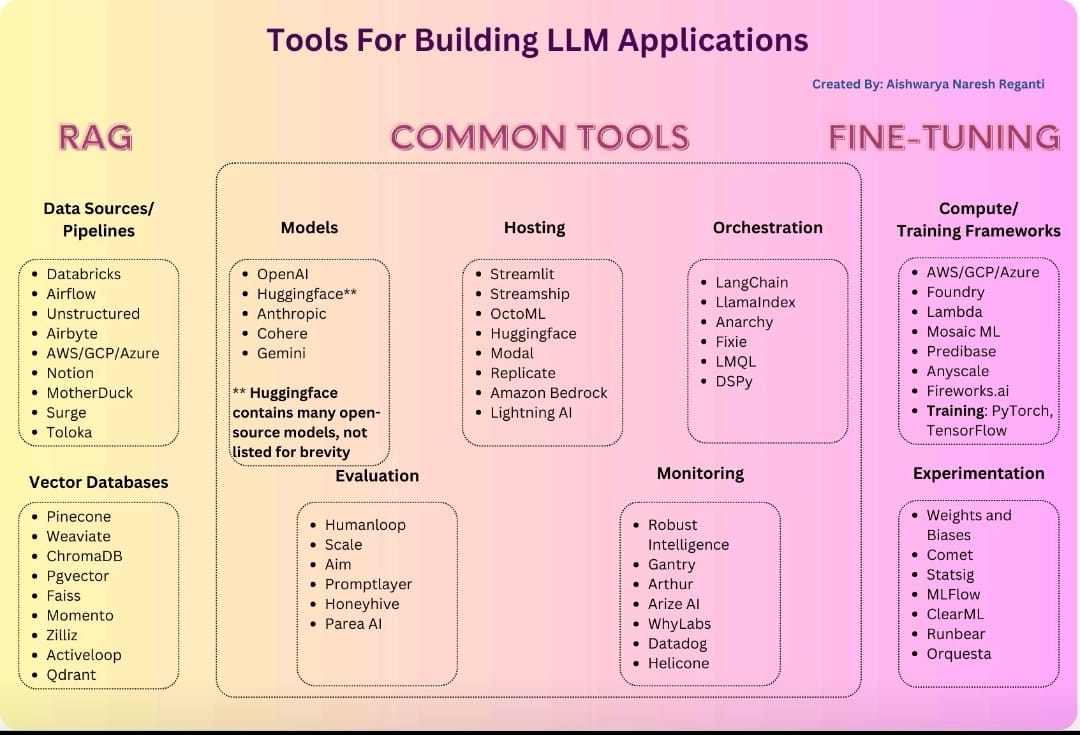 Tools For Building LLM Applications
Created By: Aishwarya Naresh Reganti
RAG
COMMON TOOLS
FINE-TUNING
Data Sources/
Pipelines
Databricks
Airflow
Unstructured
Airbyte
AWS/GCP/Azure
Notion
MotherDuck
Surge
Toloka
Vector Databases
Pinecone
Weaviate
ChromaDB
Pgvector
Faiss
Momento
Zilliz
Activeloop
Qdrant
Models
OpenAI
Huggingface**
Anthropic
Cohere
Gemini
** Huggingface
contains many open-
source models, not
listed for brevity
Hosting
Streamlit
Streamship
OctoML
Huggingface
Modal
Replicate
Amazon Bedrock
Lightning AI
Orchestration
LangChain
LlamaIndex
Anarchy
Fixie
LMQL
DSPy
Evaluation
Humanloop
Scale
Aim
Promptlayer
Honeyhive
Parea AI
Monitoring
Robust
Intelligence
Gantry
Arthur
Arize AI
WhyLabs
Datadog
Helicone
Compute/
Training Frameworks
AWS/GCP/Azure
Foundry
Lambda
Mosaic ML
Predibase
Anyscale
Fireworks.ai
Training: PyTorch,
TensorFlow
Experimentation
Weights and
Biases
Comet
Statsig
MLFlow
ClearML
Runbear
Orquesta